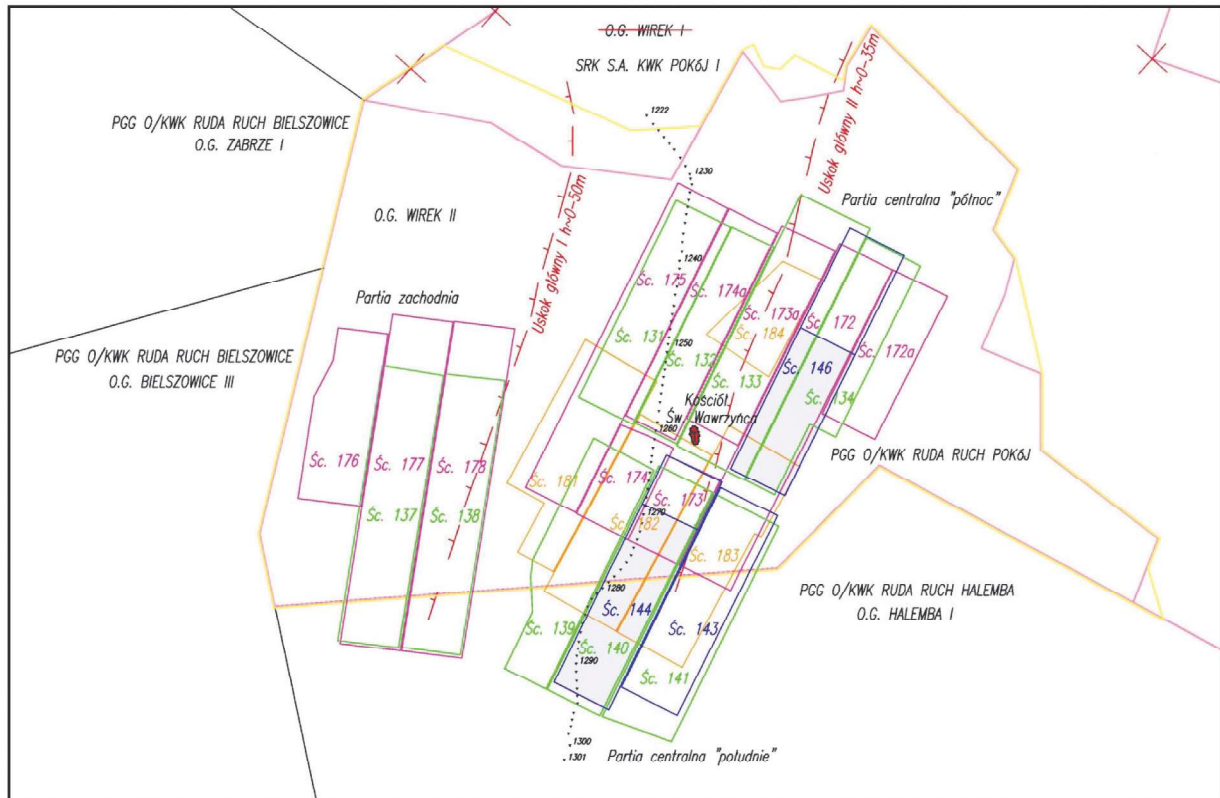 O.G. WIREK I
SRK S.A. KWK POKÓJ I
PGG O/KWK RUDA RUCH BIELSZOWICE
O.G. ZABRZE I
O.G. WIREK II
Uskok główny I h~0-50m
Uskok główny II h~0-35m
1222
1230
Partia centralna "północ"
Partia zachodnia
PGG O/KWK RUDA RUCH BIELSZOWICE
O.G. BIELSZOWICE III
1240
Śc. 175
Śc. 174a
Śc. 173a
Śc. 172
Śc. 172a
Śc. 131
1250
Śc. 132
Śc. 184
Śc. 133
Śc. 146
Śc. 134
Kościół
Św. Wawrzyńca
1260
PGG O/KWK RUDA RUCH POKÓJ
Śc. 176
Śc. 177
Śc. 178
Śc. 181
Śc. 174
Śc. 173
Śc. 137
Śc. 138
1270
Śc. 182
Śc. 183
1280
PGG O/KWK RUDA RUCH HALEMBA
O.G. HALEMBA I
Śc. 144
Śc. 143
Śc. 139
Śc. 140
1290
Śc. 141
1300
1301
Partia centralna "południe"